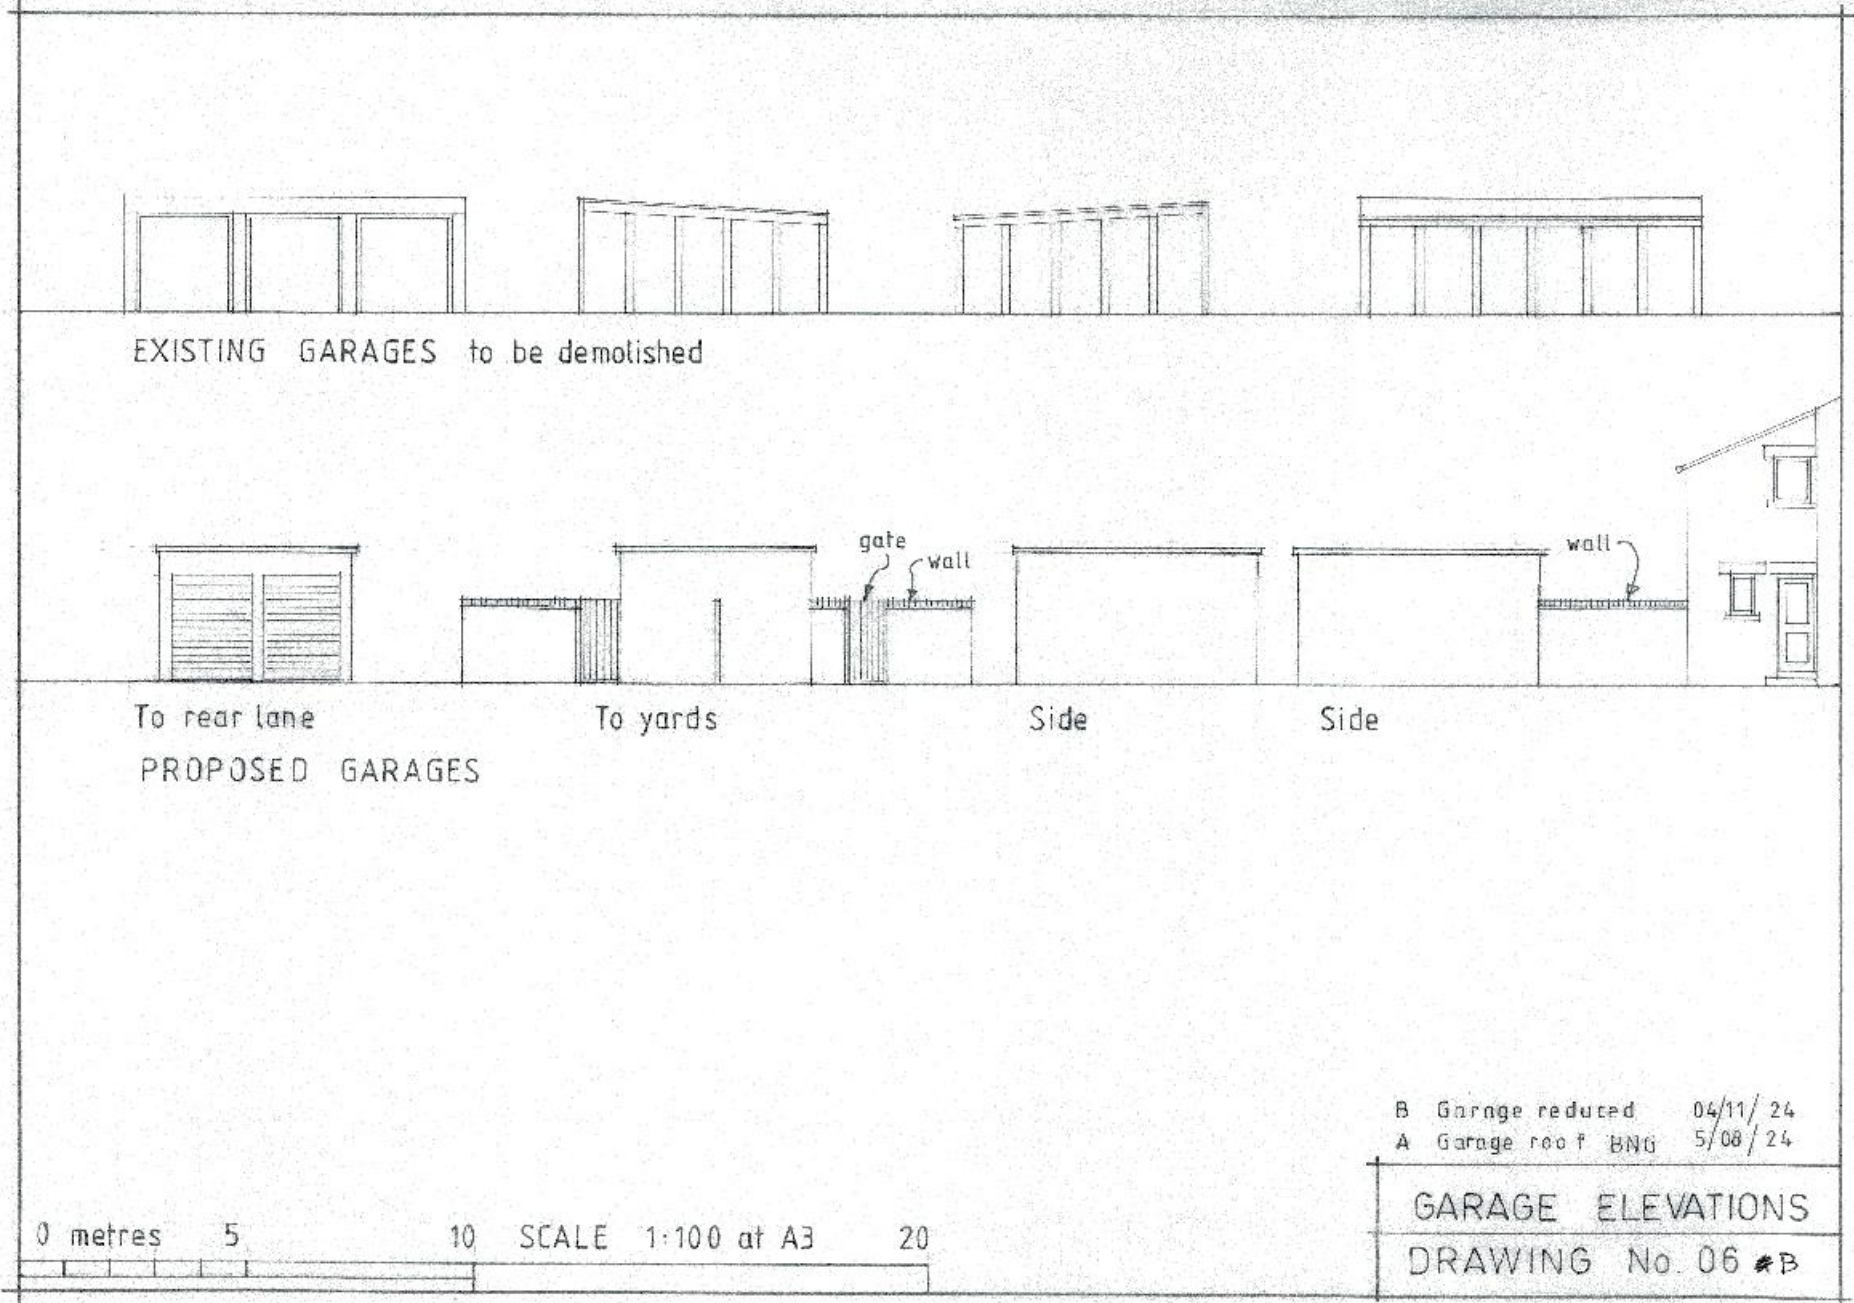 EXISTING GARAGES to be demolished
gate
wall
wall
To rear lane
To yards
Side
Side
PROPOSED GARAGES
B Garage reduced 04/11/24
A Garage roof BNG 5/08/24
GARAGE ELEVATIONS
DRAWING No. 06 B
0 metres 5 10 SCALE 1:100 at A3 20